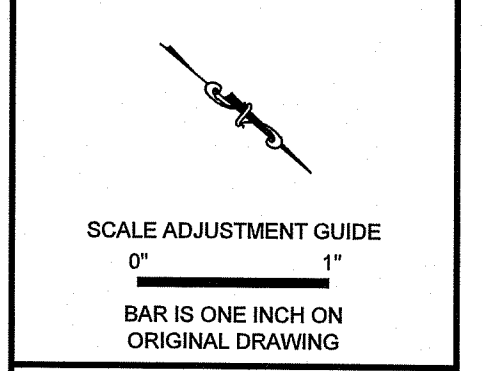 SCALE ADJUSTMENT GUIDE
0" 1"
BAR IS ONE INCH ON
ORIGINAL DRAWING